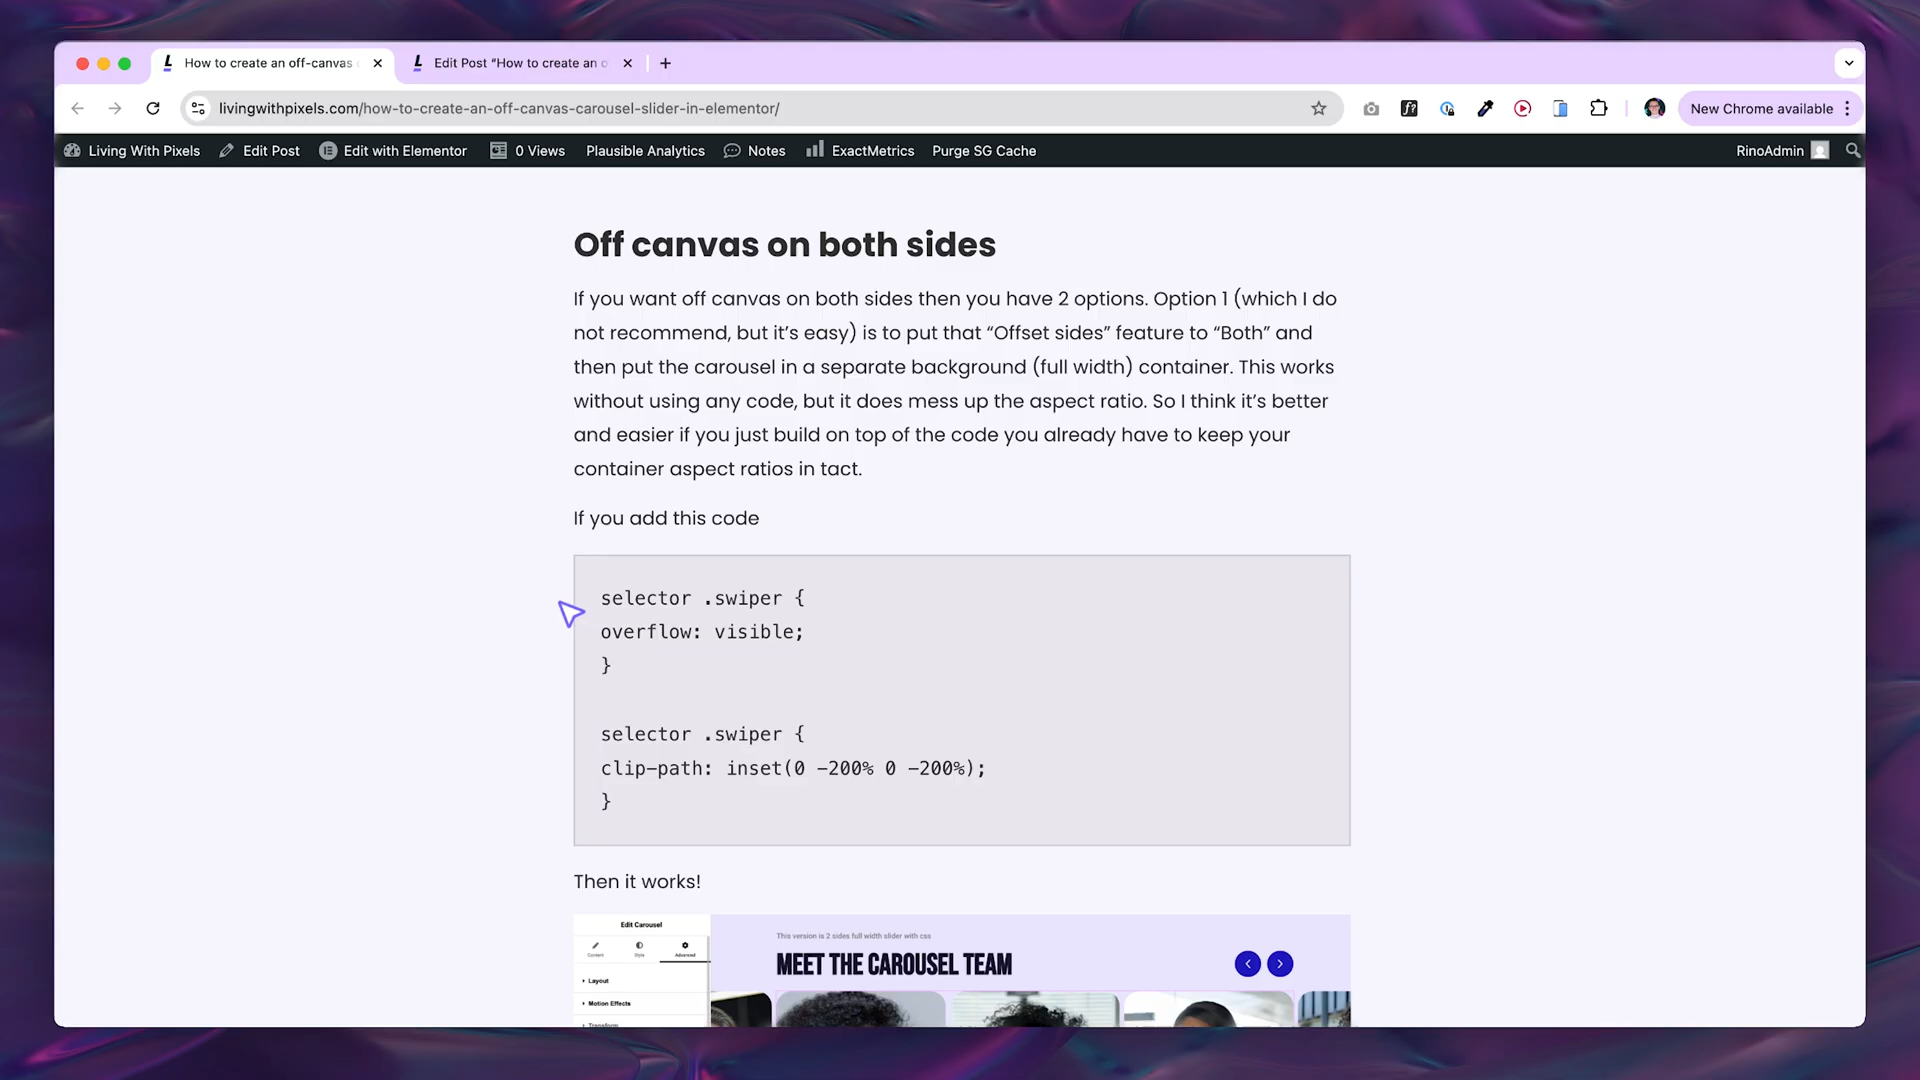 How to create an off-canvas
Edit Post "How to create an o
livingwithpixels.com/how-to-create-an-off-canvas-carousel-slider-in-elementor/
New Chrome available
Living With Pixels
Edit Post
Edit with Elementor
0 Views
Plausible Analytics
Notes
ExactMetrics
Purge SG Cache
RinoAdmin
Off canvas on both sides
If you want off canvas on both sides then you have 2 options. Option 1 (which I do
not recommend, but it's easy) is to put that “Offset sides” feature to “Both” and
then put the carousel in a separate background (full width) container. This works
without using any code, but it does mess up the aspect ratio. So I think it's better
and easier if you just build on top of the code you already have to keep your
container aspect ratios in tact.
If you add this code
selector .swiper {
overflow: visible;
}
selector .swiper {
clip-path: inset(0 -200% 0 -200%);
}
Then it works!
Edit Carousel
Content
Style
Advanced
Layout
Motion Effects
Transform
This version is 2 sides full width slider with css
MEET THE CAROUSEL TEAM